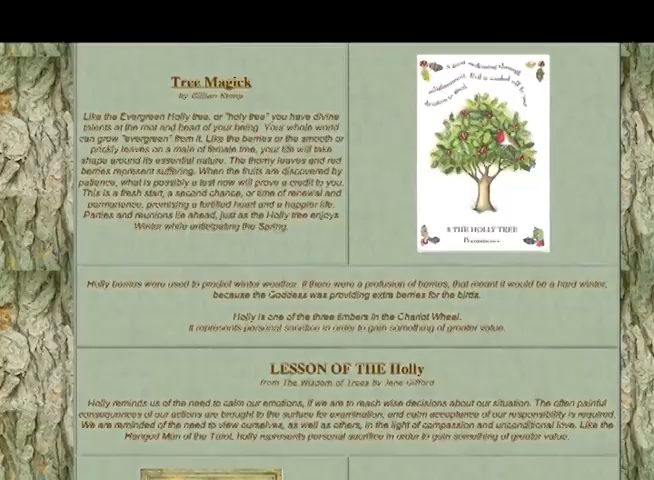 Tree Magick
by Gillian Kemp
Like the Evergreen Holly tree, or "holy tree" you have divine
talents at the root and head of your being. Your whole world
can grow "evergreen" from it. Like the berries or the smooth or
prickly leaves on a male or female tree, your life will take
shape around its essential nature. The thorny leaves and red
berries represent suffering. When the fruits are discovered by
patience, what is possibly a test now will prove a credit to you.
This is a fresh start, a second chance, or time of renewal and
permanence, promising a fortified heart and a happier life.
Parties and reunions lie ahead, just as the Holly tree enjoys
Winter while anticipating the Spring.
8 THE HOLLY TREE
Permanence
Holly berries were used to predict winter weather. If there were a profusion of berries, that meant it would be a hard winter,
because the Goddess was providing extra berries for the birds.
Holly is one of the three timbers in the Chariot Wheel.
It represents personal sacrifice in order to gain something of greater value.
LESSON OF THE Holly
from The Wisdom of Trees by Jane Gifford
Holly reminds us of the need to calm our emotions, if we are to reach wise decisions about our situation. The often painful
consequences of our actions are brought to the surface for examination, and calm acceptance of our responsibility is required.
We are reminded of the need to view ourselves, as well as others, in the light of compassion and unconditional love. Like the
Hanged Man of the Tarot, holly represents personal sacrifice in order to gain something of greater value.